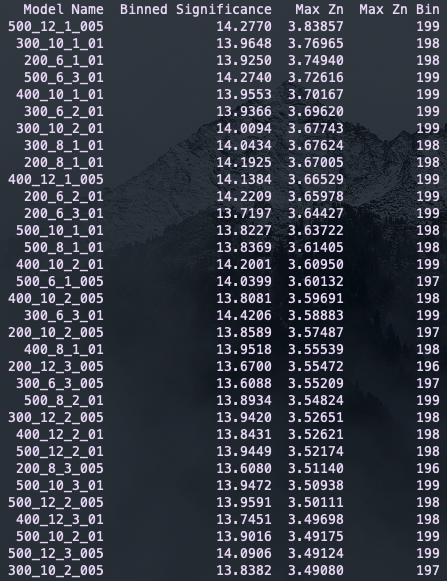 Model Name  Binned Significance  Max Zn  Max Zn Bin
500_12_1_005  14.2770  3.83857  199
300_10_1_01  13.9648  3.76965  198
200_6_1_01  13.9250  3.74940  198
500_6_3_01  14.2740  3.72616  199
400_10_1_01  13.9553  3.70167  199
300_6_2_01  13.9366  3.69620  199
300_10_2_01  14.0094  3.67743  199
300_8_1_01  14.0434  3.67624  198
200_8_1_01  14.1925  3.67005  198
400_12_1_005  14.1384  3.66529  199
200_6_2_01  14.2209  3.65978  199
200_6_3_01  13.7197  3.64427  199
500_10_1_01  13.8227  3.63722  198
500_8_1_01  13.8369  3.61405  198
400_10_2_01  14.2001  3.60950  199
500_6_1_005  14.0399  3.60132  197
400_10_2_005  13.8081  3.59691  198
300_6_3_01  14.4206  3.58883  199
200_10_2_005  13.8589  3.57487  197
400_8_1_01  13.9518  3.55539  198
200_12_3_005  13.6700  3.55472  196
300_6_3_005  13.6088  3.55209  197
500_8_2_01  13.8934  3.54824  199
300_12_2_005  13.9420  3.52651  198
400_12_2_01  13.8431  3.52621  198
500_12_2_01  13.9449  3.52174  198
200_8_3_005  13.6080  3.51140  196
500_10_3_01  13.9472  3.50938  199
500_12_2_005  13.9591  3.50111  198
400_12_3_01  13.7451  3.49698  198
500_10_2_01  13.9016  3.49175  199
500_12_3_005  14.0906  3.49124  199
300_10_2_005  13.8382  3.49080  197